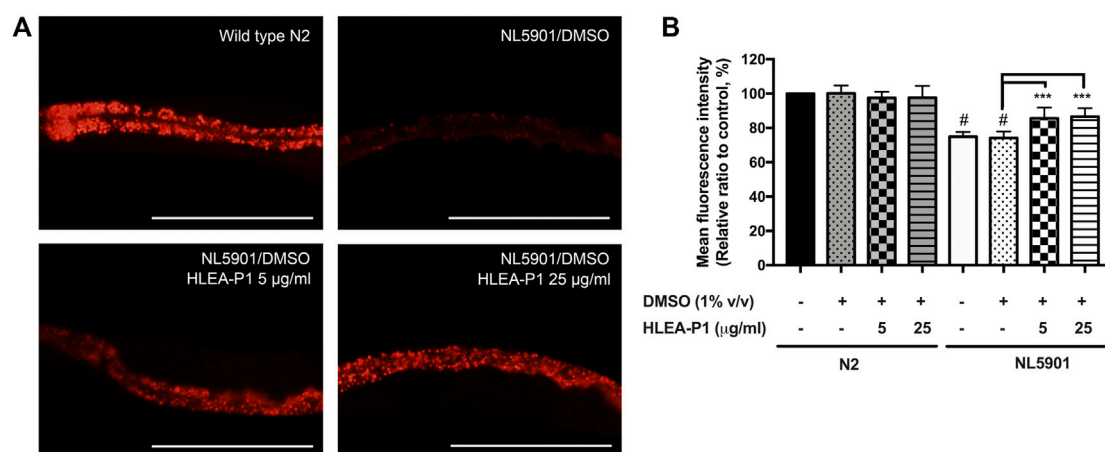 A
Wild type N2
NL5901/DMSO
NL5901/DMSO
HLEA-P1 5 µg/ml
NL5901/DMSO
HLEA-P1 25 µg/ml
B
Mean fluorescence intensity
(Relative ratio to control, %)
120
100
80
60
40
20
0
# # *** ***
DMSO (1% v/v) - + + + - + + +
HLEA-P1 (µg/ml) - - 5 25 - - 5 25
N2 NL5901